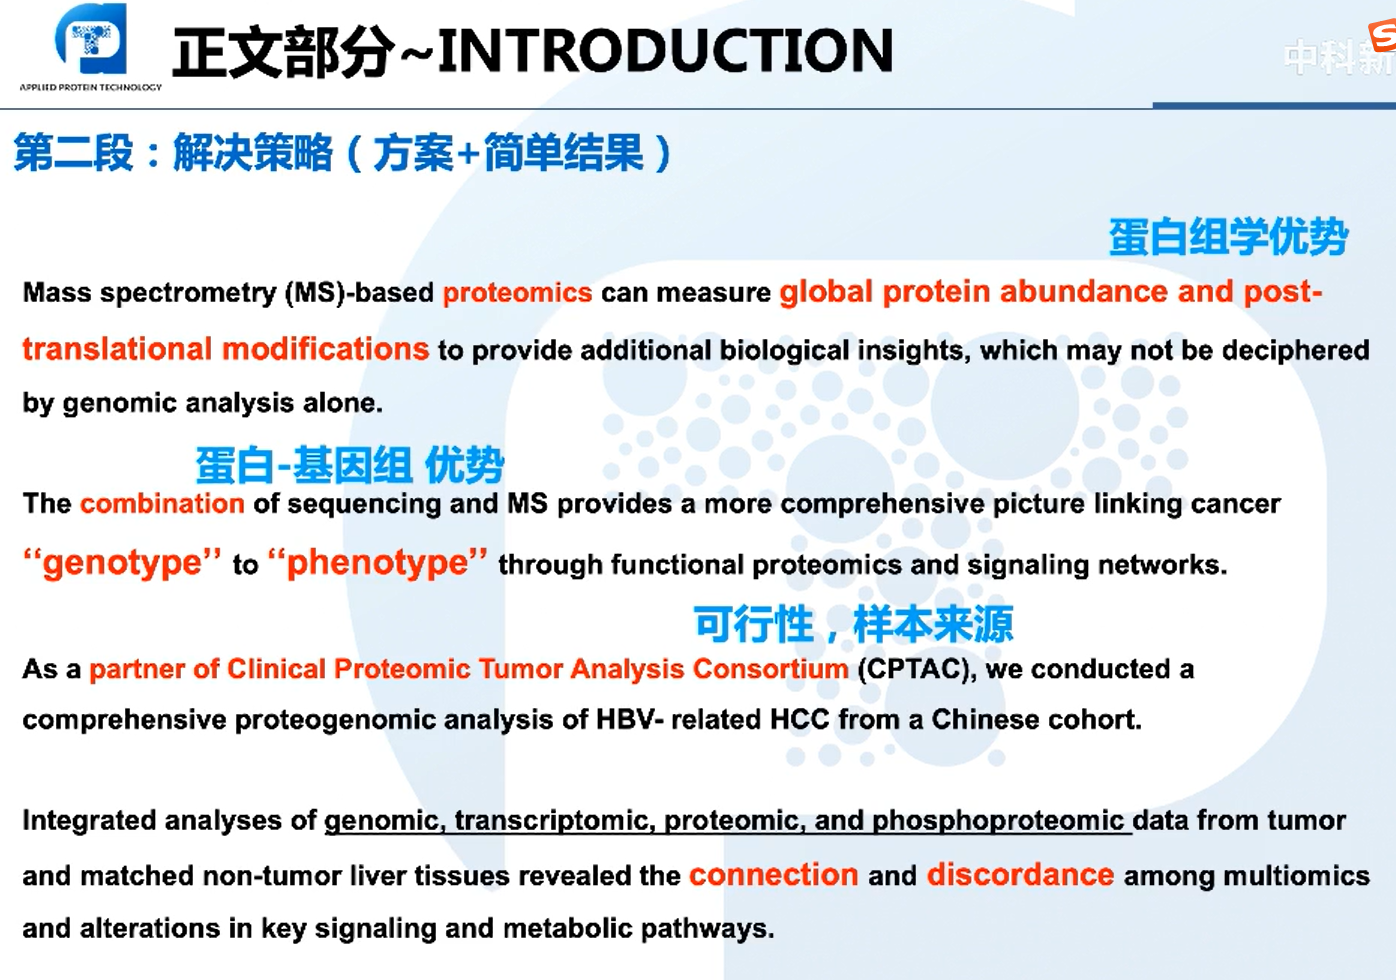 APPLIED PROTEIN TECHNOLOGY
正文部分~INTRODUCTION
中科新
第二段：解决策略（方案+简单结果）
蛋白组学优势
Mass spectrometry (MS)-based proteomics can measure global protein abundance and post-
translational modifications to provide additional biological insights, which may not be deciphered
by genomic analysis alone.
蛋白-基因组 优势
The combination of sequencing and MS provides a more comprehensive picture linking cancer
‘‘genotype’’ to ‘‘phenotype’’ through functional proteomics and signaling networks.
可行性，样本来源
As a partner of Clinical Proteomic Tumor Analysis Consortium (CPTAC), we conducted a
comprehensive proteogenomic analysis of HBV- related HCC from a Chinese cohort.
Integrated analyses of genomic, transcriptomic, proteomic, and phosphoproteomic data from tumor
and matched non-tumor liver tissues revealed the connection and discordance among multiomics
and alterations in key signaling and metabolic pathways.